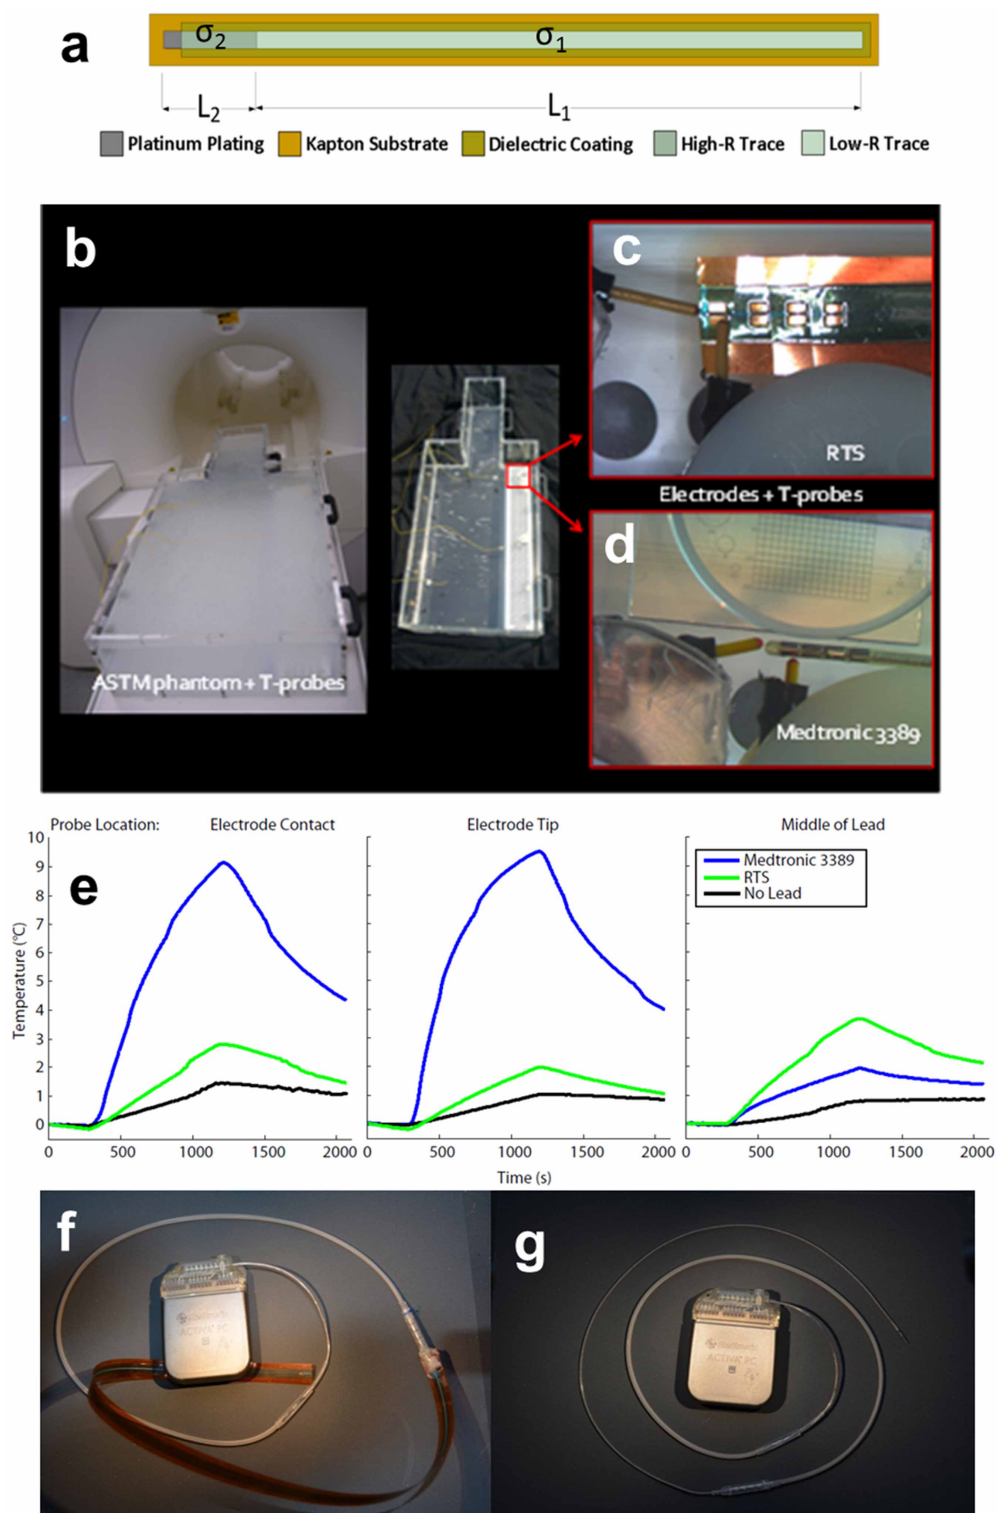 a
σ2
σ1
L2
L1
Platinum Plating
Kapton Substrate
Dielectric Coating
High-R Trace
Low-R Trace
b
c
RTS
Electrodes + T-probes
d
ASTM phantom + T-probes
Medtronic 3389
Probe Location:
Electrode Contact
Electrode Tip
Middle of Lead
e
Medtronic 3389
RTS
No Lead
Temperature (°C)
10
9
8
7
6
5
4
3
2
1
0
0 500 1000 1500 2000
0 500 1000 1500 2000
0 500 1000 1500 2000
Time (s)
f
ACTIVA PC
g
ACTIVA PC